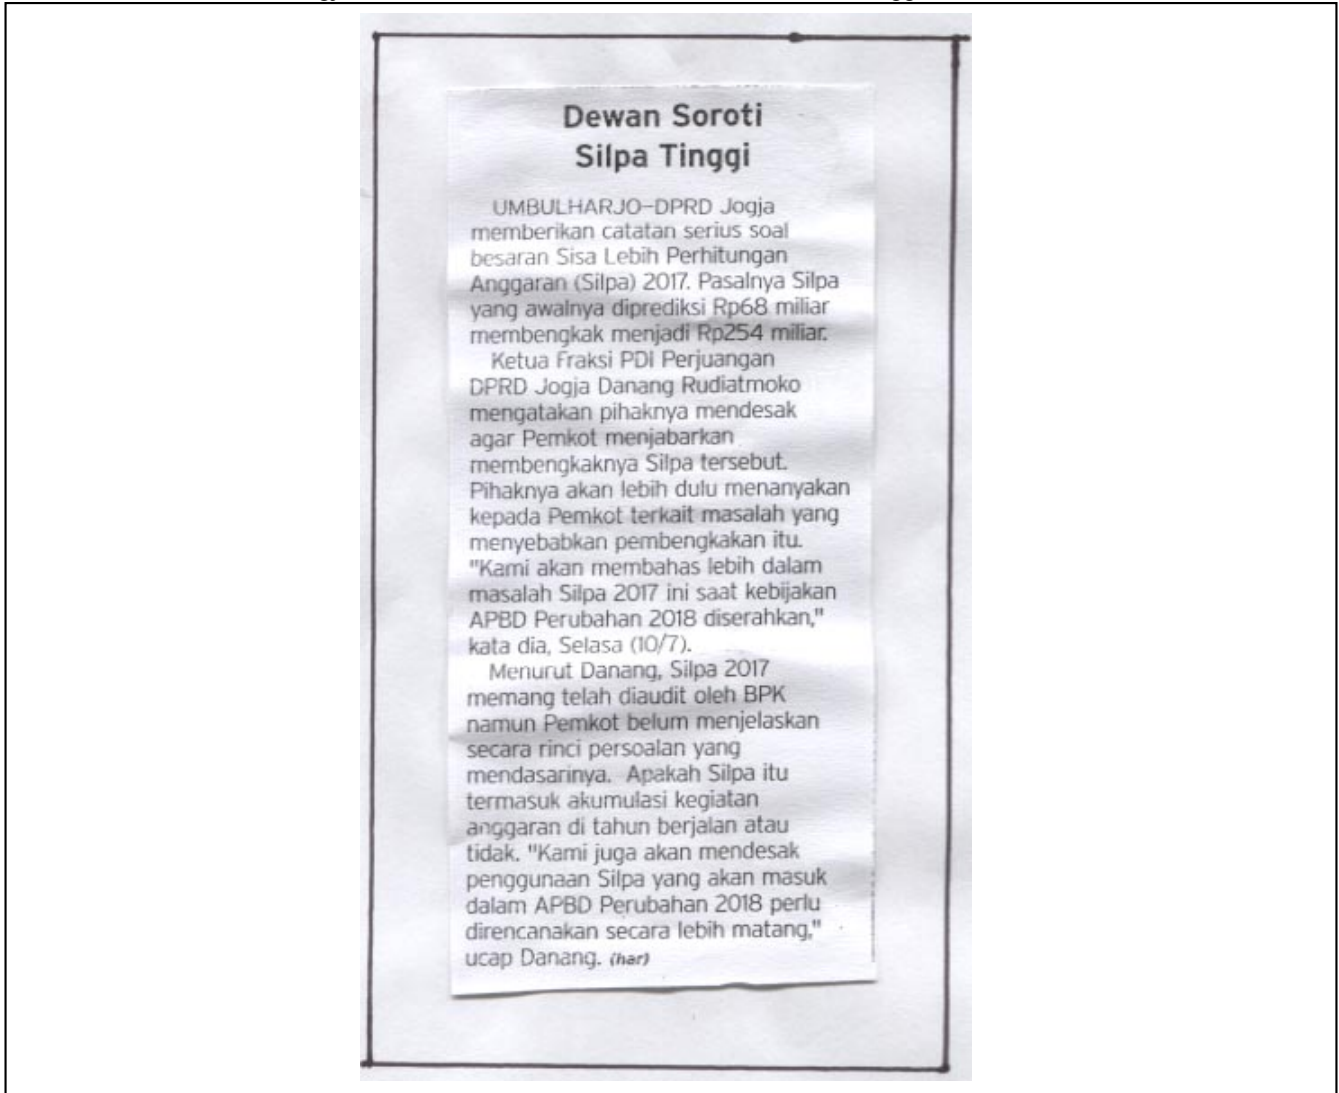 Dewan Soroti
Silpa Tinggi
UMBULHARJO–DPRD Jogja
memberikan catatan serius soal
besaran Sisa Lebih Perhitungan
Anggaran (Silpa) 2017. Pasalnya Silpa
yang awalnya diprediksi Rp68 miliar
membengkak menjadi Rp254 miliar.
Ketua Fraksi PDI Perjuangan
DPRD Jogja Danang Rudiatmoko
mengatakan pihaknya mendesak
agar Pemkot menjabarkan
membengkaknya Silpa tersebut.
Pihaknya akan lebih dulu menanyakan
kepada Pemkot terkait masalah yang
menyebabkan pembengkakan itu.
"Kami akan membahas lebih dalam
masalah Silpa 2017 ini saat kebijakan
APBD Perubahan 2018 diserahkan,"
kata dia, Selasa (10/7).
Menurut Danang, Silpa 2017
memang telah diaudit oleh BPK
namun Pemkot belum menjelaskan
secara rinci persoalan yang
mendasarinya. Apakah Silpa itu
termasuk akumulasi kegiatan
anggaran di tahun berjalan atau
tidak. "Kami juga akan mendesak
penggunaan Silpa yang akan masuk
dalam APBD Perubahan 2018 perlu
direncanakan secara lebih matang,"
ucap Danang. (har)